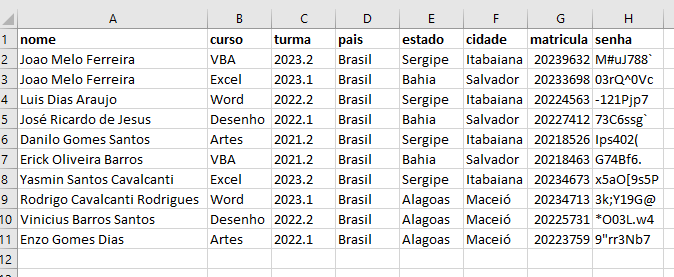 A B C D E F G H
1 nome curso turma pais estado cidade matricula senha
2 Joao Melo Ferreira VBA 2023.2 Brasil Sergipe Itabaiana 20239632 M#uJ788`
3 Joao Melo Ferreira Excel 2023.1 Brasil Bahia Salvador 20233698 03rQ^0Vc
4 Luis Dias Araujo Word 2022.2 Brasil Sergipe Itabaiana 20224563 -121Pjp7
5 José Ricardo de Jesus Desenho 2022.1 Brasil Bahia Salvador 20227412 73C6ssg`
6 Danilo Gomes Santos Artes 2021.2 Brasil Sergipe Itabaiana 20218526 Ips402(
7 Erick Oliveira Barros VBA 2021.2 Brasil Bahia Salvador 20218463 G74Bf6.
8 Yasmin Santos Cavalcanti Excel 2023.2 Brasil Sergipe Itabaiana 20234673 x5aO[9s5P
9 Rodrigo Cavalcanti Rodrigues Word 2023.1 Brasil Alagoas Maceió 20234713 3k;Y19G@
10 Vinicius Barros Santos Desenho 2022.2 Brasil Alagoas Maceió 20225731 *O03L.w4
11 Enzo Gomes Dias Artes 2022.1 Brasil Alagoas Maceió 20223759 9"rr3Nb7
12